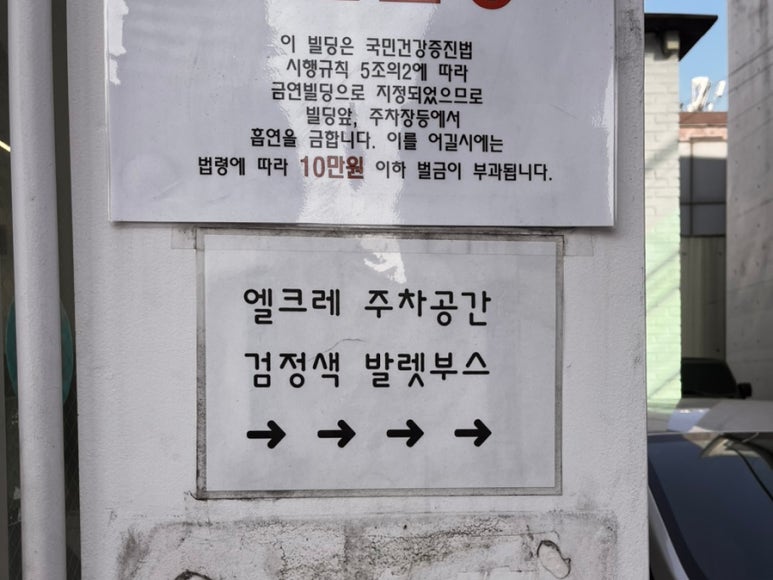 이 빌딩은 국민건강증진법
시행규칙 5조의2에 따라
금연빌딩으로 지정되었으므로
빌딩앞, 주차장등에서
흡연을 금합니다. 이를 어길시에는
법령에 따라 10만원 이하 벌금이 부과됩니다.
엘크레 주차공간
검정색 발렛부스
→ → → →